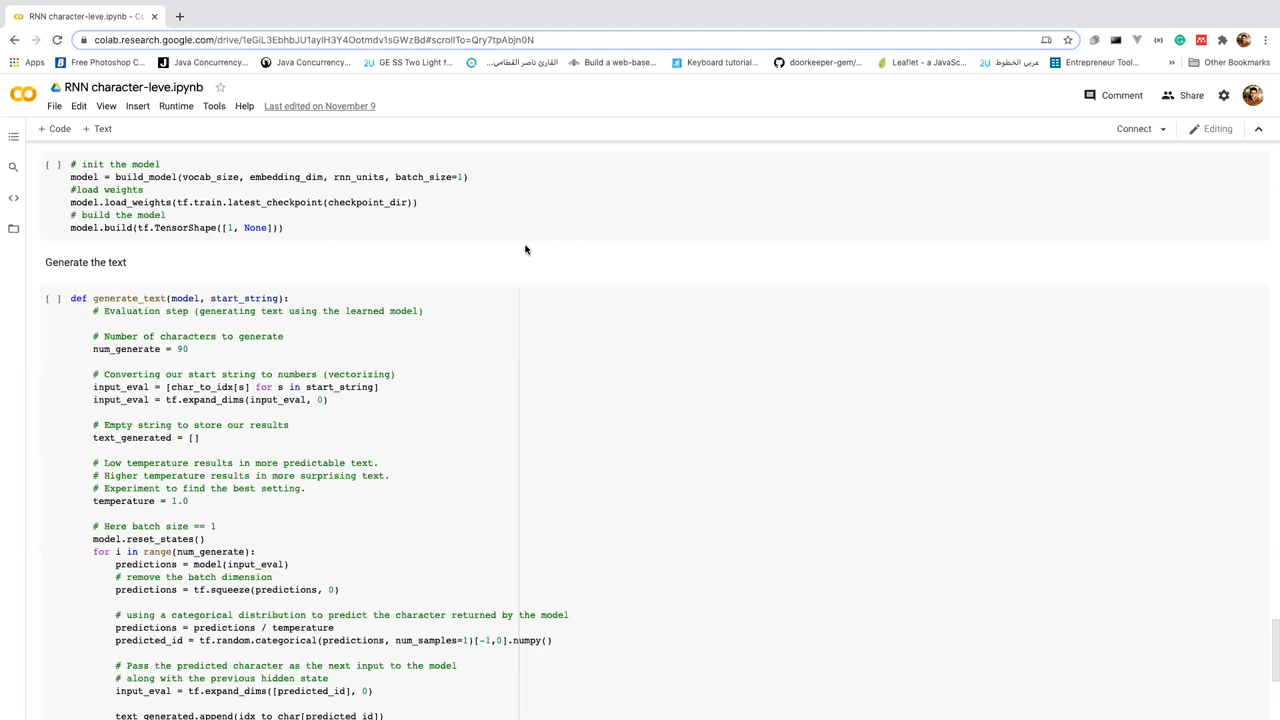 RNN character-leve.ipynb - Co
colab.research.google.com/drive/1eGiL3EbhbJU1aylH3Y4Ootmdv1sGWzBd#scrollTo=Qry7tpAbjn0N
Apps Free Photoshop C... Java Concurrency... Java Concurrency... GE SS Two Light f... القارئ ناصر القطامي... Build a web-base... Keyboard tutorial... doorkeeper-gem/... Leaflet - a JavaSc... عربي الخطوط Entrepreneur Tool... » Other Bookmarks
RNN character-leve.ipynb
Comment Share
File Edit View Insert Runtime Tools Help Last edited on November 9
+ Code + Text Connect Editing
[ ] # init the model
model = build_model(vocab_size, embedding_dim, rnn_units, batch_size=1)
#load weights
model.load_weights(tf.train.latest_checkpoint(checkpoint_dir))
# build the model
model.build(tf.TensorShape([1, None]))
Generate the text
[ ] def generate_text(model, start_string):
# Evaluation step (generating text using the learned model)
# Number of characters to generate
num_generate = 90
# Converting our start string to numbers (vectorizing)
input_eval = [char_to_idx[s] for s in start_string]
input_eval = tf.expand_dims(input_eval, 0)
# Empty string to store our results
text_generated = []
# Low temperature results in more predictable text.
# Higher temperature results in more surprising text.
# Experiment to find the best setting.
temperature = 1.0
# Here batch size == 1
model.reset_states()
for i in range(num_generate):
predictions = model(input_eval)
# remove the batch dimension
predictions = tf.squeeze(predictions, 0)
# using a categorical distribution to predict the character returned by the model
predictions = predictions / temperature
predicted_id = tf.random.categorical(predictions, num_samples=1)[-1,0].numpy()
# Pass the predicted character as the next input to the model
# along with the previous hidden state
input_eval = tf.expand_dims([predicted_id], 0)
text_generated.append(idx_to_char[predicted_id])